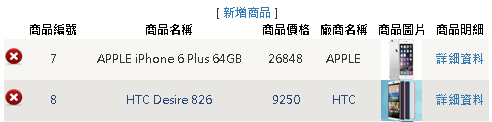 [ 新增商品 ]
商品編號 商品名稱 商品價格 廠商名稱 商品圖片 商品明細
7 APPLE iPhone 6 Plus 64GB 26848 APPLE 詳細資料
8 HTC Desire 826 9250 HTC 詳細資料